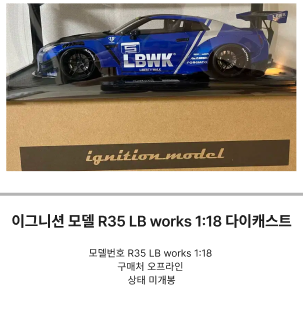 LBWK
LIBERTY WALK
ignition model
이그니션 모델 R35 LB works 1:18 다이캐스트
모델번호 R35 LB works 1:18
구매처 오프라인
상태 미개봉